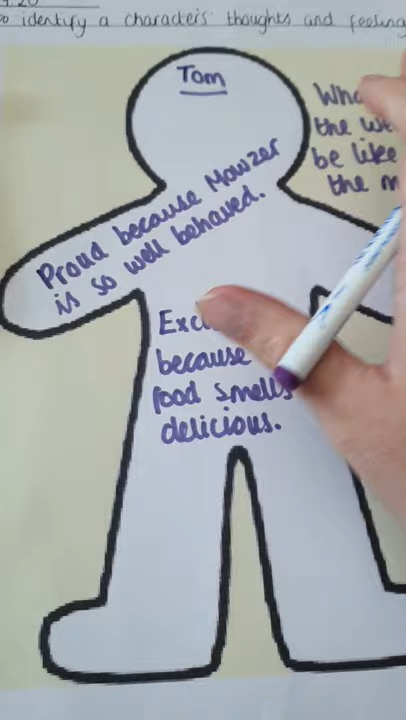 to identify a character's thoughts and feeling
Tom
the
be like
the
Proud because Mowzer
is so well behaved.
because
food smells
delicious.